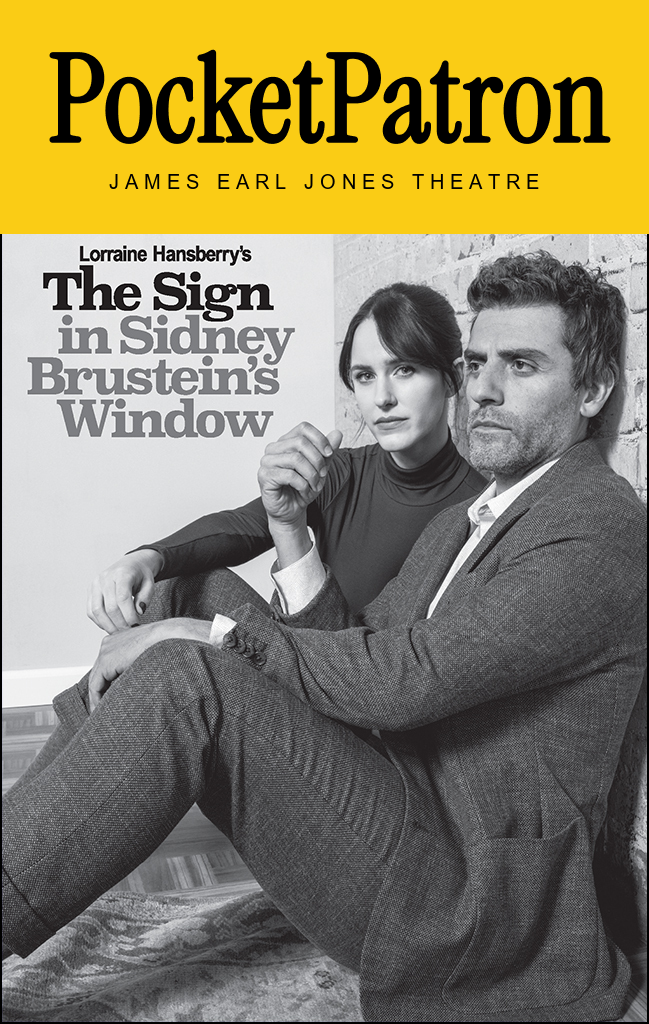 PocketPatron
JAMES EARL JONES THEATRE
Lorraine Hansberry's
The Sign
in Sidney
Brustein's
Window